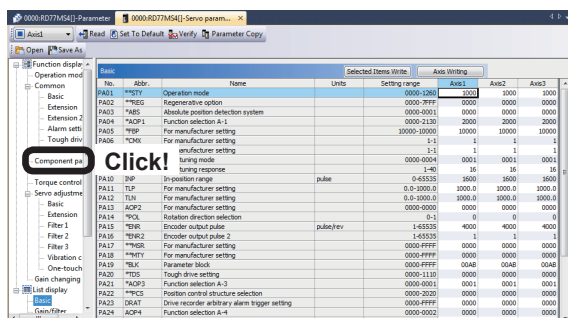 0000:RD77MS4[]-Parameter 0000:RD77MS4[]-Servo param...
Axis1 Read Set To Default Verify Parameter Copy
Open Save As
Function display
Operation mod
Common
Basic
Extension
Extension 2
Alarm setti
Tough driv
Component pa
Click!
Torque control
Servo adjustme
Basic
Extension
Filter 1
Filter 2
Filter 3
Vibration c
One-touch
Gain changing
List display
Basic
Gain/filter
Basic Selected Items Write Axis Writing
No. Abbr. Name Units Setting range Axis1 Axis2 Axis3
PA01 **STY Operation mode 0000-1260 1000 1000 1000
PA02 **REG Regenerative option 0000-7FFF 0000 0000 0000
PA03 *ABS Absolute position detection system 0000-0001 0000 0000 0000
PA04 *AOP1 Function selection A-1 0000-2130 2000 2000 2000
PA05 *FBP For manufacturer setting 10000-10000 10000 10000 10000
PA06 *CMX For manufacturer setting 1-1 1 1 1
manufacturer setting 1-1 1 1 1
tuning mode 0000-0004 0001 0001 0001
tuning response 1-40 16 16 16
PA10 INP In-position range pulse 0-65535 1600 1600 1600
PA11 TLP For manufacturer setting 0.0-1000.0 1000.0 1000.0 1000.0
PA12 TLN For manufacturer setting 0.0-1000.0 1000.0 1000.0 1000.0
PA13 AOP2 For manufacturer setting 0000-0000 0000 0000 0000
PA14 *POL Rotation direction selection 0-1 0 0 0
PA15 *ENR Encoder output pulse pulse/rev 1-65535 4000 4000 4000
PA16 *ENR2 Encoder output pulse 2 1-65535 1 1 1
PA17 **MSR For manufacturer setting 0000-FFFF 0000 0000 0000
PA18 **MTY For manufacturer setting 0000-FFFF 0000 0000 0000
PA19 *BLK Parameter block 0000-FFFF 00AB 00AB 00AB
PA20 *TDS Tough drive setting 0000-1110 0000 0000 0000
PA21 *AOP3 Function selection A-3 0000-0001 0001 0001 0001
PA22 **PCS Position control structure selection 0000-2020 0000 0000 0000
PA23 DRAT Drive recorder arbitrary alarm trigger setting 0000-FFFF 0000 0000 0000
PA24 AOP4 Function selection A-4 0000-0002 0000 0000 0000